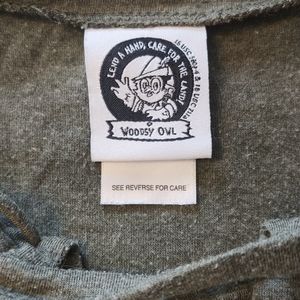 LEND A HAND, CARE FOR THE LAND!
WOODSY OWL
SEE REVERSE FOR CARE